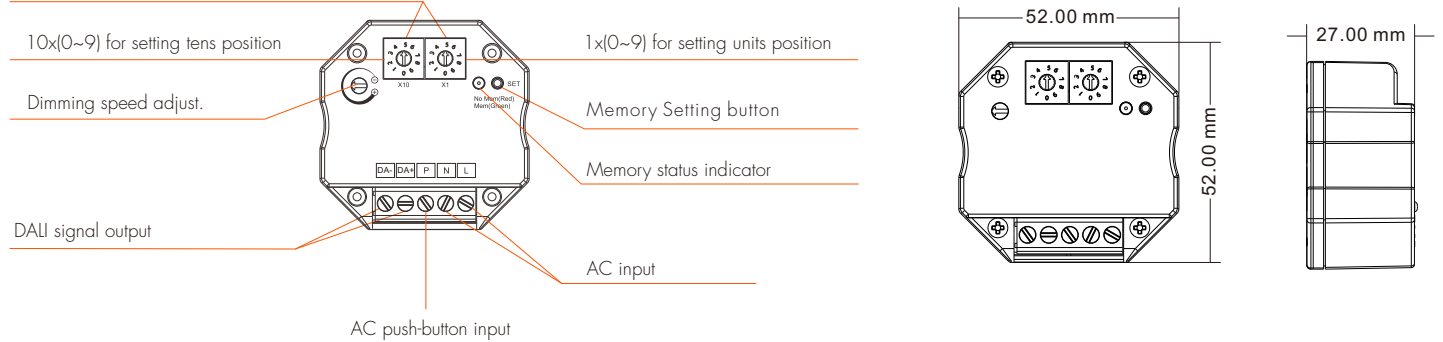 10x(0~9) for setting tens position
1x(0~9) for setting units position
Dimming speed adjust.
X10
X1
SET
No Mem(Red)
Mem(Green)
Memory Setting button
Memory status indicator
DA-
DA+
P
N
L
DALI signal output
AC input
AC push-button input
52.00 mm
52.00 mm
27.00 mm